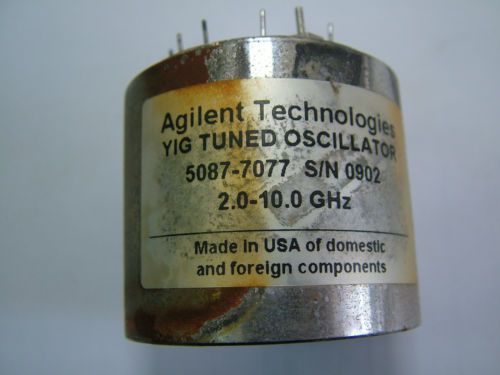 Agilent Technologies
YIG TUNED OSCILLATOR
5087-7077 S/N 0902
2.0-10.0 GHz
Made in USA of domestic
and foreign components